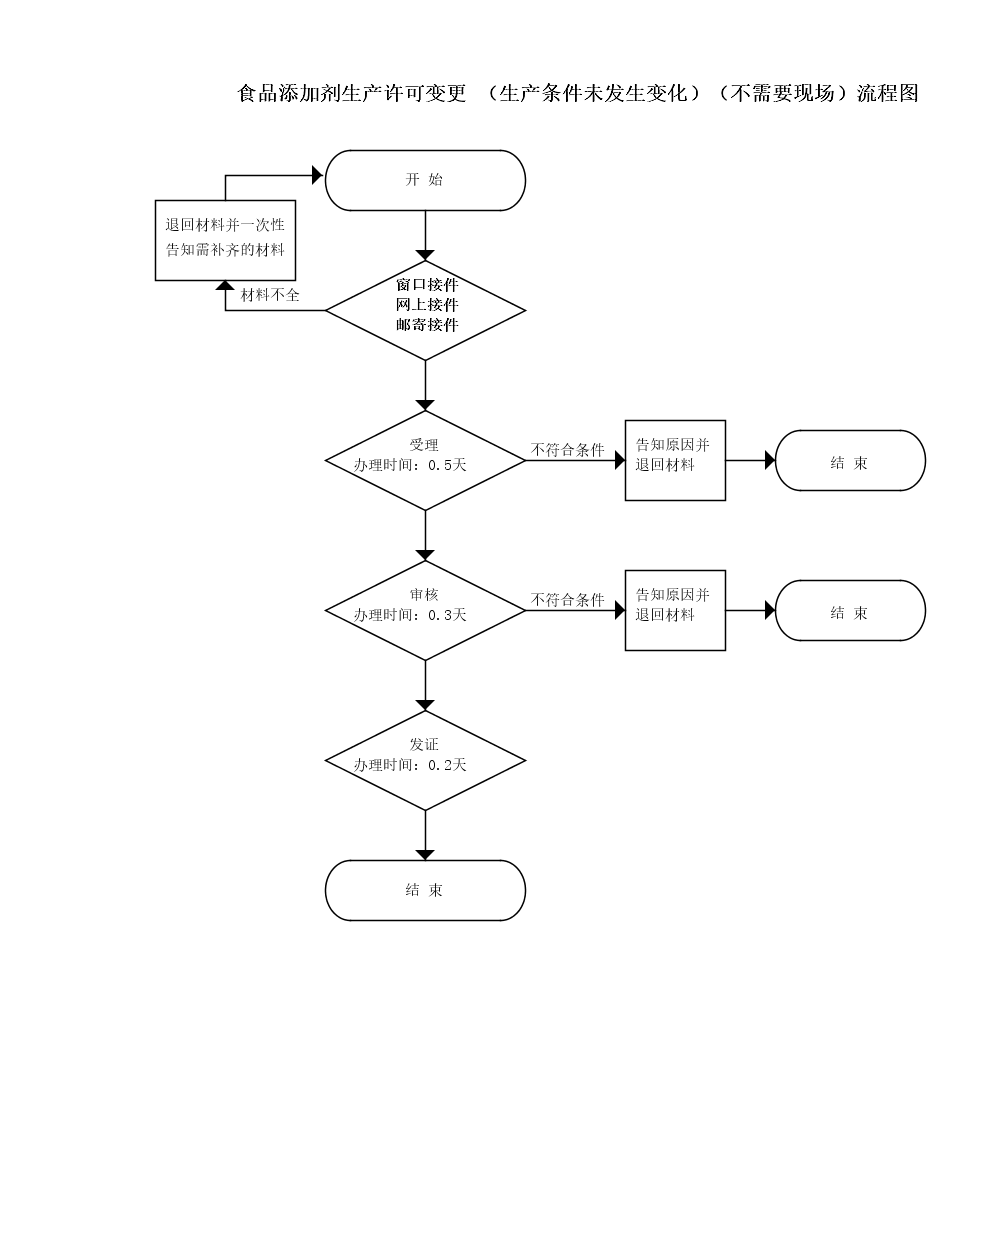 食品添加剂生产许可变更 （生产条件未发生变化）（不需要现场）流程图
开 始
退回材料并一次性
告知需补齐的材料
材料不全
窗口接件
网上接件
邮寄接件
受理
办理时间：0.5天
不符合条件
告知原因并
退回材料
结 束
审核
办理时间：0.3天
不符合条件
告知原因并
退回材料
结 束
发证
办理时间：0.2天
结 束